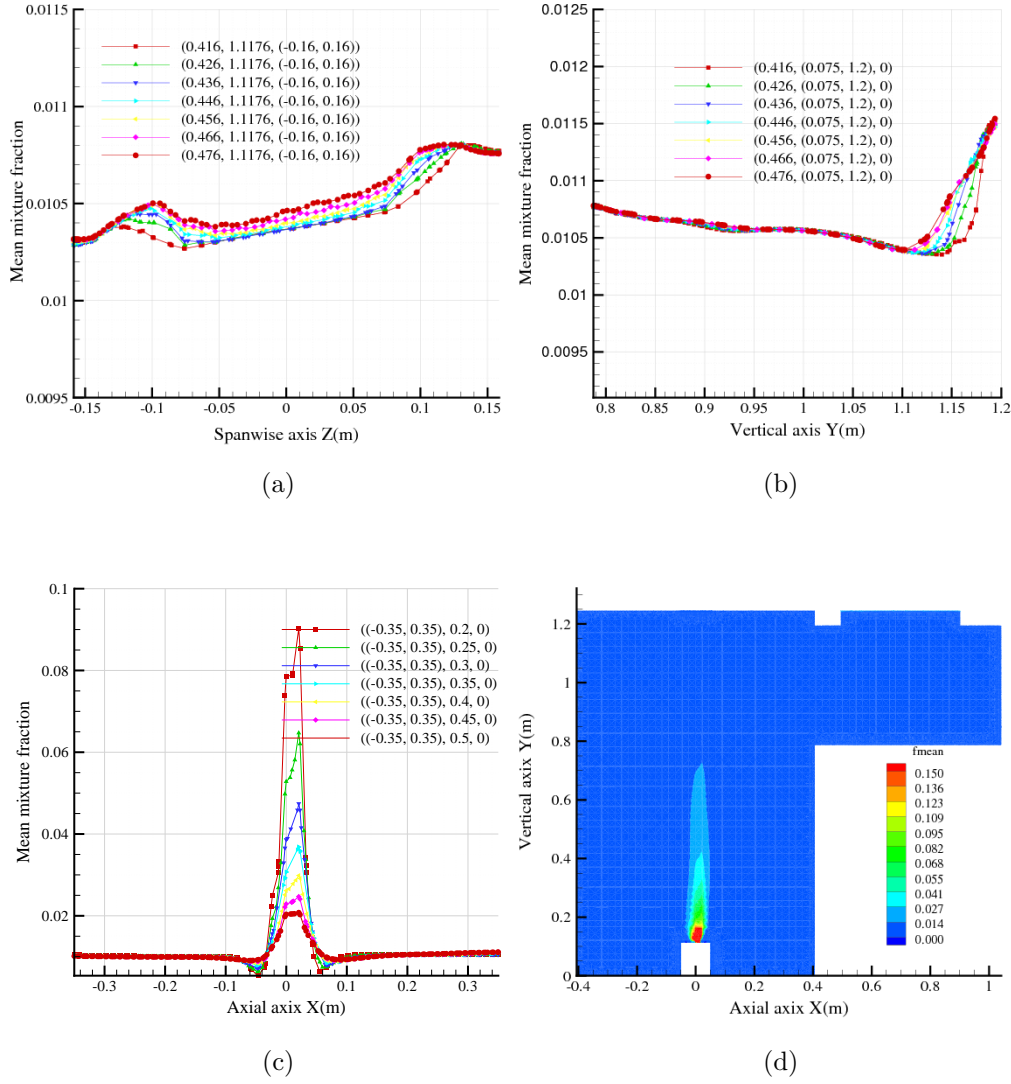 0.0115
0.011
0.0105
0.01
0.0095
Mean mixture fraction
(0.416, 1.1176, (-0.16, 0.16))
(0.426, 1.1176, (-0.16, 0.16))
(0.436, 1.1176, (-0.16, 0.16))
(0.446, 1.1176, (-0.16, 0.16))
(0.456, 1.1176, (-0.16, 0.16))
(0.466, 1.1176, (-0.16, 0.16))
(0.476, 1.1176, (-0.16, 0.16))
-0.15 -0.1 -0.05 0 0.05 0.1 0.15
Spanwise axis Z(m)
(a)
0.0125
0.012
0.0115
0.011
0.0105
0.01
0.0095
Mean mixture fraction
(0.416, (0.075, 1.2), 0)
(0.426, (0.075, 1.2), 0)
(0.436, (0.075, 1.2), 0)
(0.446, (0.075, 1.2), 0)
(0.456, (0.075, 1.2), 0)
(0.466, (0.075, 1.2), 0)
(0.476, (0.075, 1.2), 0)
0.8 0.85 0.9 0.95 1 1.05 1.1 1.15 1.2
Vertical axis Y(m)
(b)
0.1
0.08
0.06
0.04
0.02
Mean mixture fraction
((-0.35, 0.35), 0.2, 0)
((-0.35, 0.35), 0.25, 0)
((-0.35, 0.35), 0.3, 0)
((-0.35, 0.35), 0.35, 0)
((-0.35, 0.35), 0.4, 0)
((-0.35, 0.35), 0.45, 0)
((-0.35, 0.35), 0.5, 0)
-0.3 -0.2 -0.1 0 0.1 0.2 0.3
Axial axix X(m)
(c)
1.2
1
0.8
0.6
0.4
0.2
0
Vertical axix Y(m)
fmean
0.150
0.136
0.123
0.109
0.095
0.082
0.068
0.055
0.041
0.027
0.014
0.000
-0.4 -0.2 0 0.2 0.4 0.6 0.8 1
Axial axix X(m)
(d)